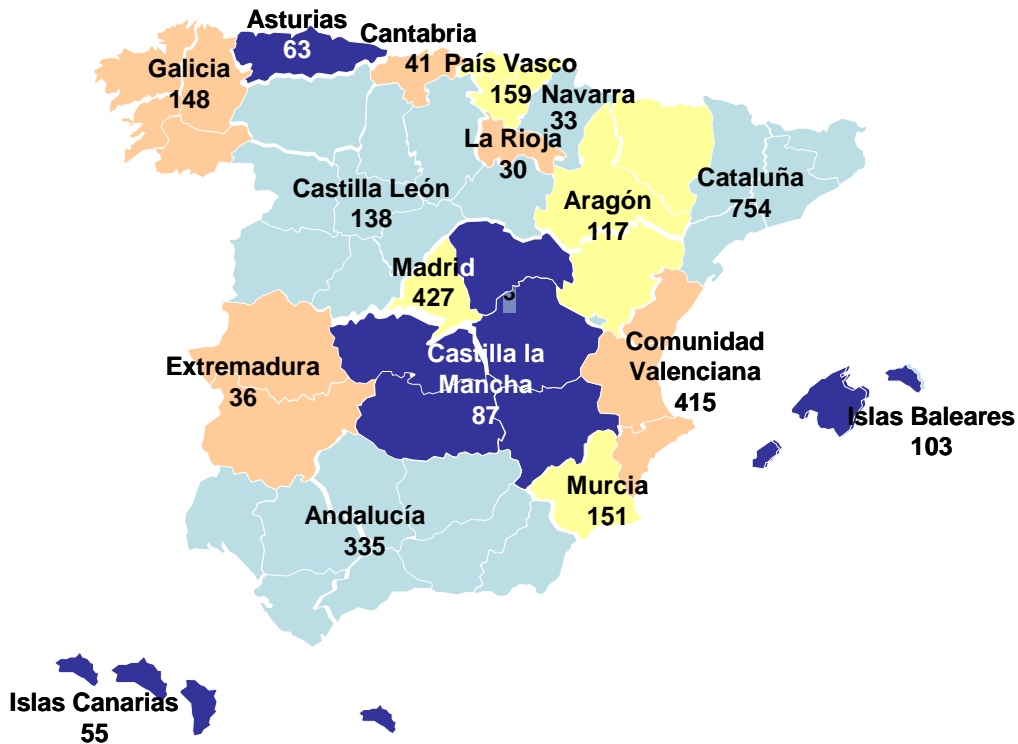 Asturias
63
Cantabria
41
País Vasco
159
Galicia
148
Navarra
33
La Rioja
30
Castilla León
138
Aragón
117
Cataluña
754
Madrid
427
Extremadura
36
Castilla la
Mancha
87
Comunidad
Valenciana
415
Islas Baleares
103
Murcia
151
Andalucía
335
Islas Canarias
55